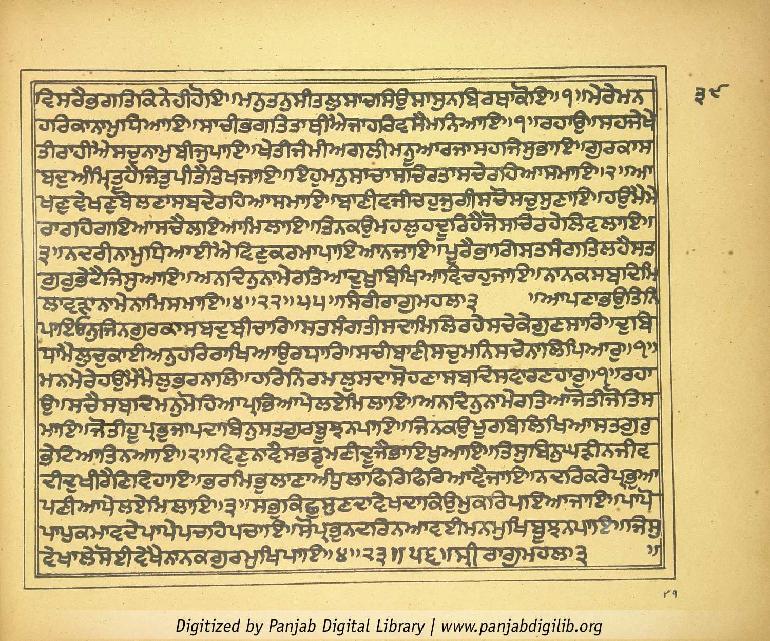 ਵਿਸਰੈਭਗਤਿਕਿਨੇਹੀਹੋਇ॥ਮਨੁਤਨੁਸੀਤਲੁਸਾਚਸਿਉਸਾਸੁਨਬਿਰਥਾਕੋਇ॥੧॥ਮੇਰੇਮਨ ੩੯
ਹਰਿਕਾਨਾਮੁਧਿਆਇ॥ਸਾਚੀਭਗਤਿਤਾਥੀਐਜਾਹਰਿਵਸੈਮਨਿਆਇ॥੧॥ਰਹਾਉ॥ਸਹਜੇਖੇ
ਤੀਰਾਹੀਐਸਚੁਨਾਮੁਬੀਜੁਪਾਇ॥ਖੇਤੀਜੰਮੀਅਗਲੀਮਨੂਆਰਜਾਸਹਜਿਸੁਭਾਇ॥ਗੁਰਕਾਸ
ਬਦੁਅੰਮ੍ਰਿਤੁਹੈਜਿਤੁਪੀਤੈਤਿਖਜਾਇ॥ਇਹੁਮਨੁਸਾਚਾਸਚਿਰਤਾਸਚੇਰਹਿਆਸਮਾਇ॥੨॥ਆ
ਖਣੁਵੇਖਣੁਬੋਲਣਾਸਬਦੇਰਹਿਆਸਮਾਇ॥ਬਾਣੀਵਜੀਚਹੁਜੁਗੀਸਚੋਸਚੁਸੁਣਾਇ॥ਹਉਮੈਮੇ
ਰਾਰਹਿਗਇਆਸਚੈਲਇਆਮਿਲਾਇ॥ਤਿਨਕਉਮਹਲੁਹਦੂਰਿਹੈਜੋਸਚਿਰਹੇਲਿਵਲਾਇ॥
੩॥ਨਦਰੀਨਾਮੁਧਿਆਈਐਵਿਣੁਕਰਮਾਪਾਇਆਨਜਾਇ॥ਪੂਰੈਭਾਗਿਸਤਸੰਗਤਿਲਹੈਸਤ
ਗੁਰੁਭੇਟੈਜਿਸੁਆਇ॥ਅਨਦਿਨੁਨਾਮੇਰਤਿਆਦੁਖੁਬਿਖਿਆਵਿਚਹੁਜਾਇ॥ਨਾਨਕਸਬਦਿਮਿ
ਲਾਵੜਾਨਾਮੇਨਾਮਿਸਮਾਇ॥੪॥੨੨॥੫੫॥ਸਿਰੀਰਾਗੁਮਹਲਾ੩ ॥ਆਪਣਾਭਉਤਿਨਿ
ਪਾਇਓਨੁਜਿਨਗੁਰਕਾਸਬਦੁਬੀਚਾਰਿ॥ਸਤਸੰਗਤੀਸਦਾਮਿਲਿਰਹੇਸਚੇਕੇਗੁਣਸਾਰਿ॥ਦੁਬਿ
ਧਾਮੈਲੁਚੁਕਾਈਅਨੁਹਰਿਰਾਖਿਆਉਰਧਾਰਿ॥ਸਚੀਬਾਣੀਸਚੁਮਨਿਸਚੇਨਾਲਿਪਿਆਰੁ॥੧॥
ਮਨਮੇਰੇਹਉਮੈਮੈਲੁਭਰਨਾਲਿ॥ਹਰਿਨਿਰਮਲੁਸਦਾਸੋਹਣਾਸਬਦਿਸਵਾਰਣਹਾਰੁ॥੧॥ਰਹਾ
ਉ॥ਸਚੈਸਬਦਿਮਨੁਮੋਹਿਆਪ੍ਰਭਿਆਪੇਲਏਮਿਲਾਇ॥ਅਨਦਿਨੁਨਾਮੇਰਤਿਆਜੋਤੀਜੋਤਿਸ
ਮਾਇ॥ਜੋਤੀਹੂਪ੍ਰਭੁਜਾਪਦਾਬਿਨੁਸਤਗੁਰਬੂਝਨਪਾਇ॥ਜਿਨਕਉਪੂਰਬਿਲਿਖਿਆਸਤਗੁਰੁ
ਭੇਟਿਆਤਿਨਆਇ॥੨॥ਵਿਣੁਨਾਵੈਸਭਡੁਮਣੀਦੂਜੈਭਾਇਖੁਆਇ॥ਤਿਸੁਬਿਨੁਘੜੀਨਜੀਵ
ਦੀਦੁਖੀਰੈਣਿਵਿਹਾਇ॥ਭਰਮਿਭੁਲਾਣਾਅੰਧੁਲਾਫਿਰਿਫਿਰਿਆਵੈਜਾਇ॥ਨਦਰਿਕਰੇਪ੍ਰਭੁਆ
ਪਣੀਆਪੇਲਏਮਿਲਾਇ॥੩॥ਸਭੁਕਿਛੁਸੁਣਦਾਵੇਖਦਾਕਿਉਮੁਕਰਿਪਾਇਆਜਾਇ॥ਪਾਪੋ
ਪਾਪੁਕਮਾਵਦੇਪਾਪੇਪਚਹਿਪਚਾਇ॥ਸੋਪ੍ਰਭੁਨਦਰਿਨਆਵਈਮਨਮੁਖਿਬੂਝਨਪਾਇ॥ਜਿਸੁ
ਵੇਖਾਲੇਸੋਈਵੇਖੈਨਾਨਕਗੁਰਮੁਖਿਪਾਇ॥੪॥੨੩॥੫੬॥ਸ੍ਰੀਰਾਗੁਮਹਲਾ੩ ॥
Digitized by Panjab Digital Library | www.panjabdigilib.org